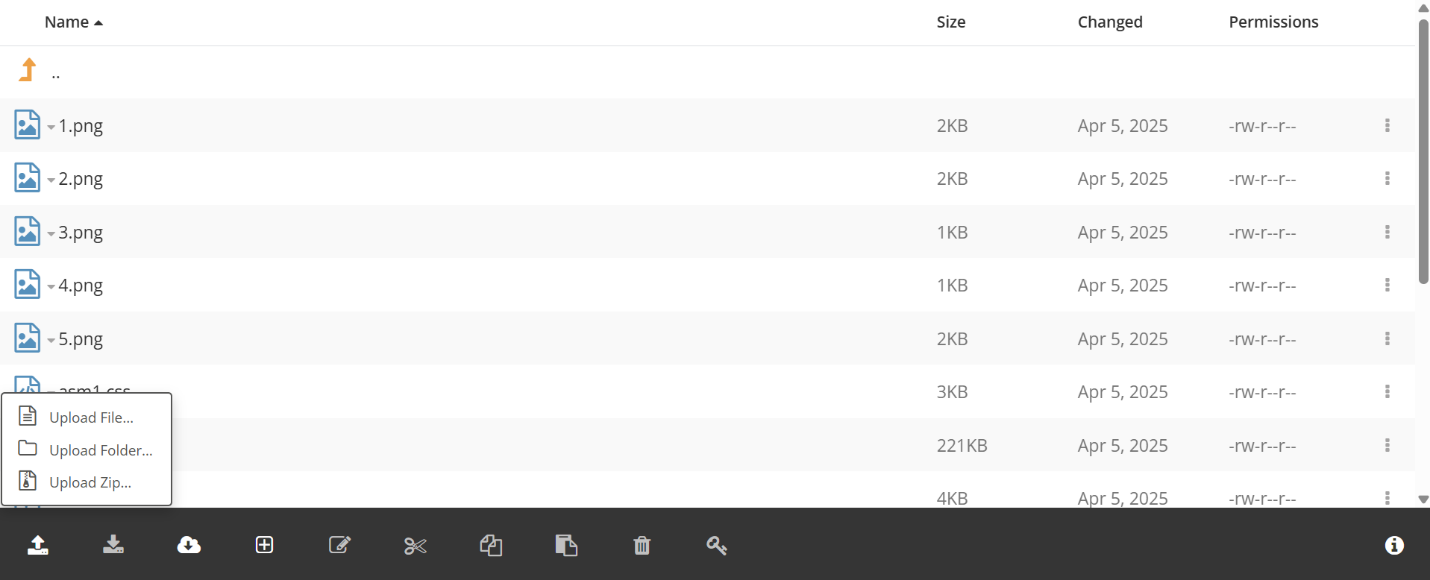 Name Size Changed Permissions
..
1.png 2KB Apr 5, 2025 -rw-r--r--
2.png 2KB Apr 5, 2025 -rw-r--r--
3.png 1KB Apr 5, 2025 -rw-r--r--
4.png 1KB Apr 5, 2025 -rw-r--r--
5.png 2KB Apr 5, 2025 -rw-r--r--
asm1.css 3KB Apr 5, 2025 -rw-r--r--
Upload File...
Upload Folder... 221KB Apr 5, 2025 -rw-r--r--
Upload Zip...
4KB Apr 5, 2025 -rw-r--r--